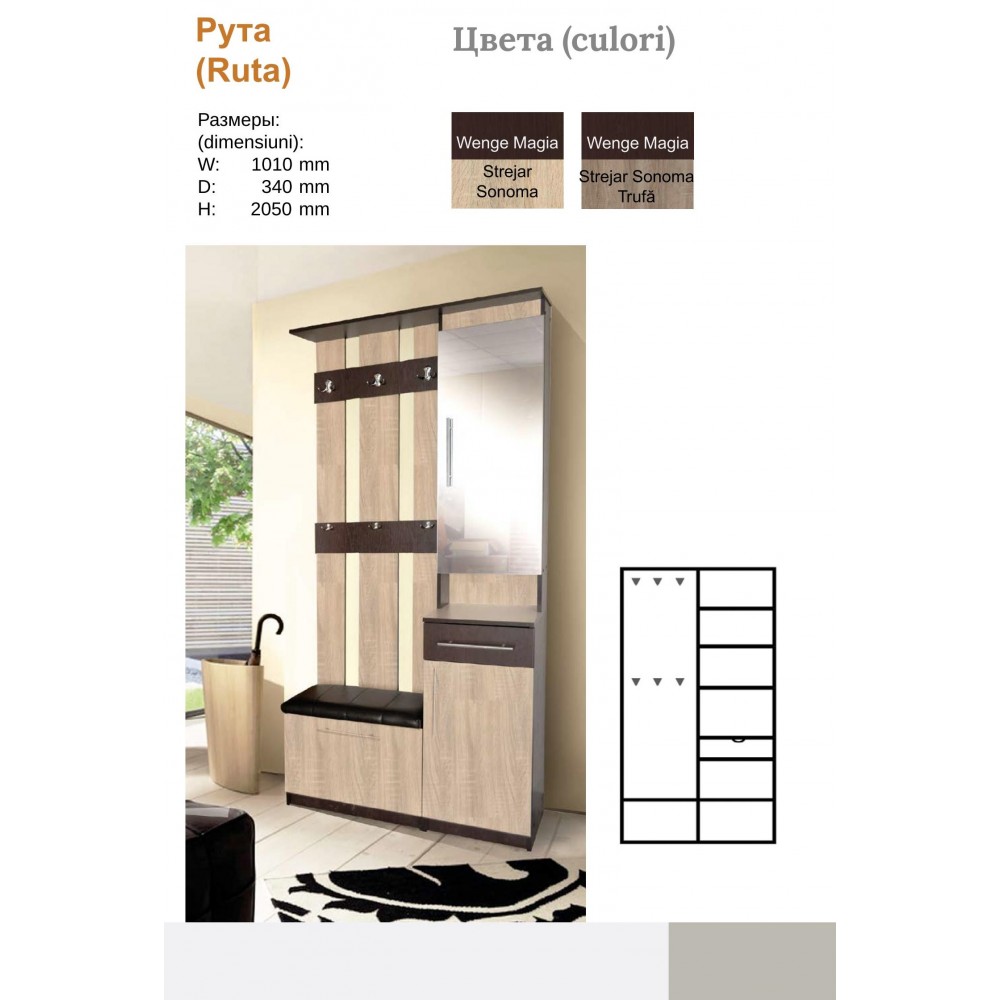 Рута
(Ruta)
Цвета (culori)
Размеры:
(dimensiuni):
W: 1010 mm
D: 340 mm
H: 2050 mm
Wenge Magia
Strejar
Sonoma
Wenge Magia
Strejar Sonoma
Trufă